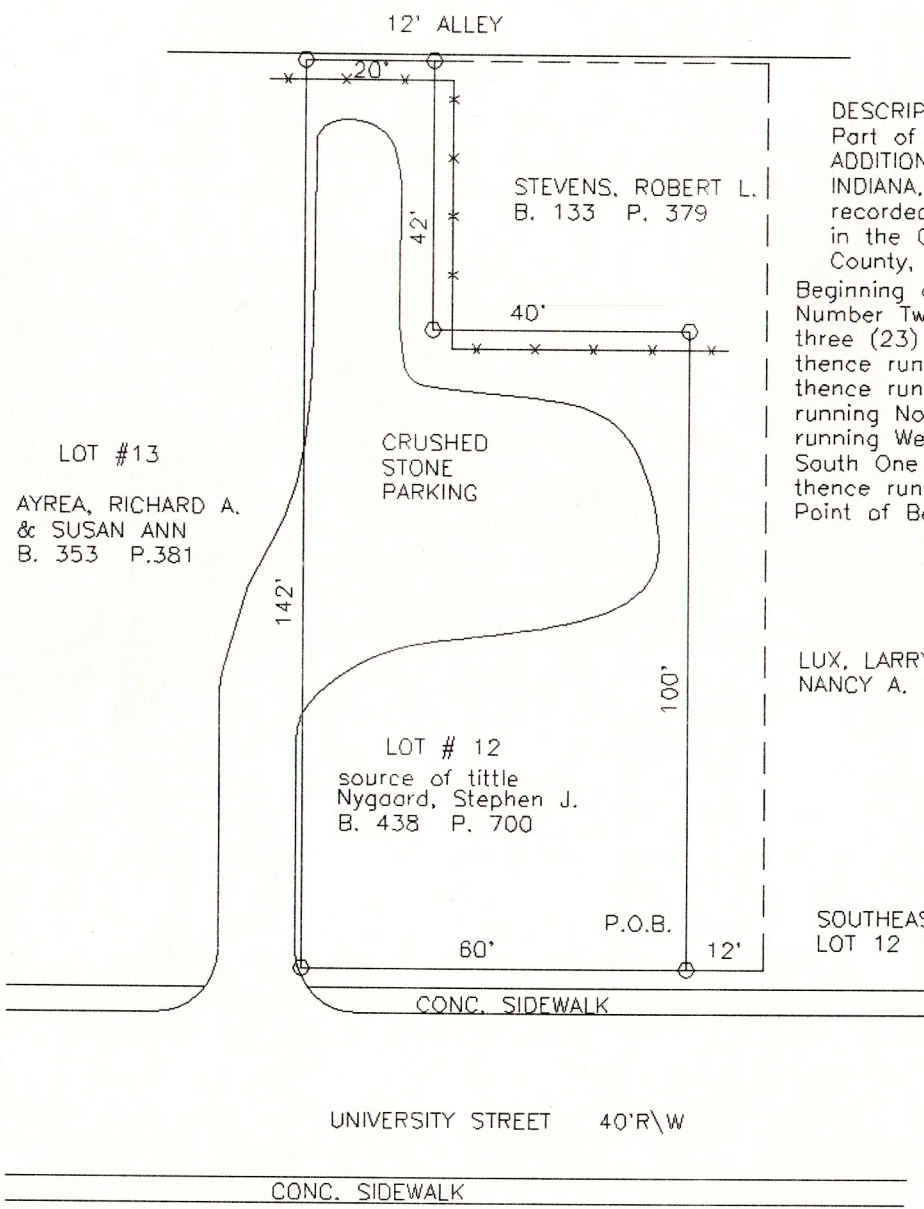 12' ALLEY
20'
42'
STEVENS, ROBERT L.
B. 133 P. 379
40'
DESCRIP
Part of
ADDITION
INDIANA,
recorded
in the
County,
Beginning
Number Tw
three (23)
thence run
thence run
running No
running We
South One
thence run
Point of Be
LOT #13
AYREA, RICHARD A.
& SUSAN ANN
B. 353 P.381
CRUSHED
STONE
PARKING
142'
100'
LUX, LARRY
NANCY A.
LOT # 12
source of tittle
Nygaard, Stephen J.
B. 438 P. 700
P.O.B.
60'
12'
SOUTHEAS
LOT 12
CONC. SIDEWALK
UNIVERSITY STREET 40'R\W
CONC. SIDEWALK